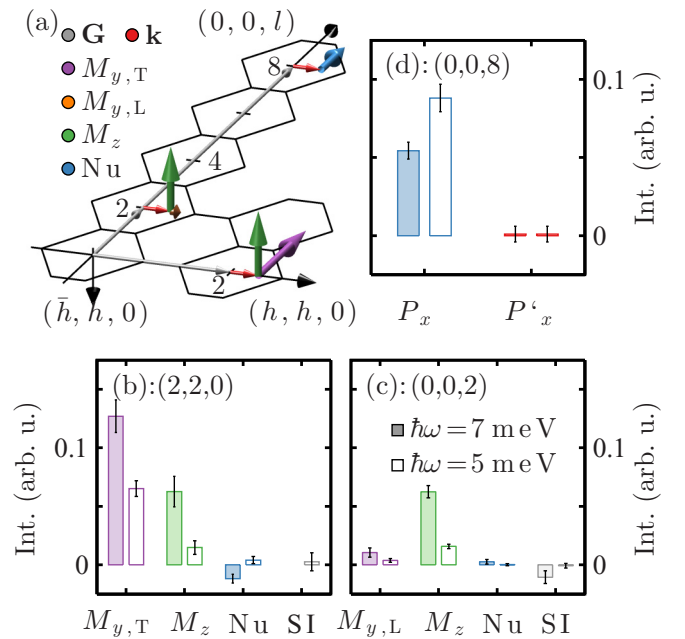 (a) G k (0, 0, l)
M_{y,T}
M_{y,L}
M_z
Nu
8
4
2
2
(h̄, h, 0) (h, h, 0)
(d): (0,0,8)
0.1
0
Int. (arb. u.)
P_x P‘_x
(b):(2,2,0)
Int. (arb. u.)
0.1
0
M_{y,T} M_z Nu SI
(c): (0,0,2)
ħω = 7 meV
ħω = 5 meV
0.1
0
Int. (arb. u.)
M_{y,L} M_z Nu SI